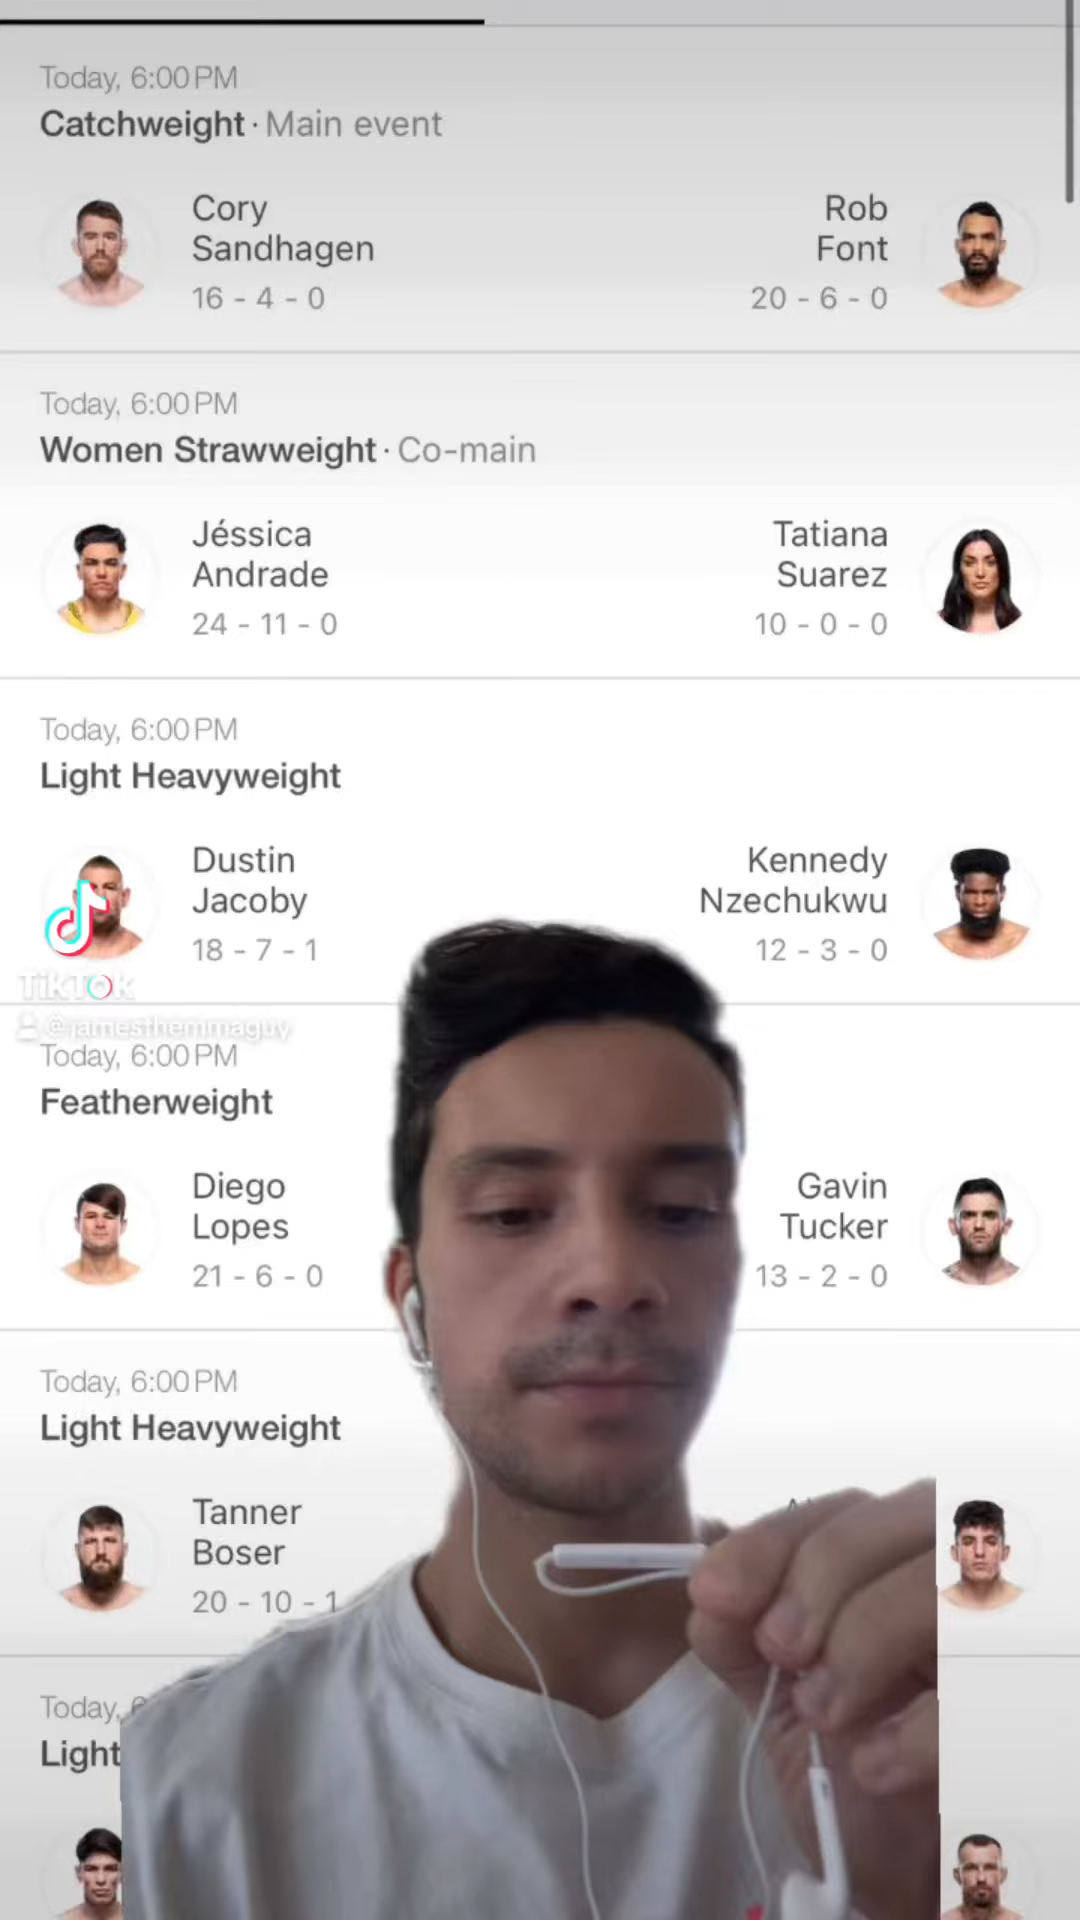 Today, 6:00 PM
Catchweight · Main event
Cory
Sandhagen
16 - 4 - 0
Rob
Font
20 - 6 - 0
Today, 6:00 PM
Women Strawweight · Co-main
Jéssica
Andrade
24 - 11 - 0
Tatiana
Suarez
10 - 0 - 0
Today, 6:00 PM
Light Heavyweight
Dustin
Jacoby
18 - 7 - 1
Kennedy
Nzechukwu
12 - 3 - 0
TikTok
@jamesthemmaguy
Today, 6:00 PM
Featherweight
Diego
Lopes
21 - 6 - 0
Gavin
Tucker
13 - 2 - 0
Today, 6:00 PM
Light Heavyweight
Tanner
Boser
20 - 10 - 1
Today,
Light